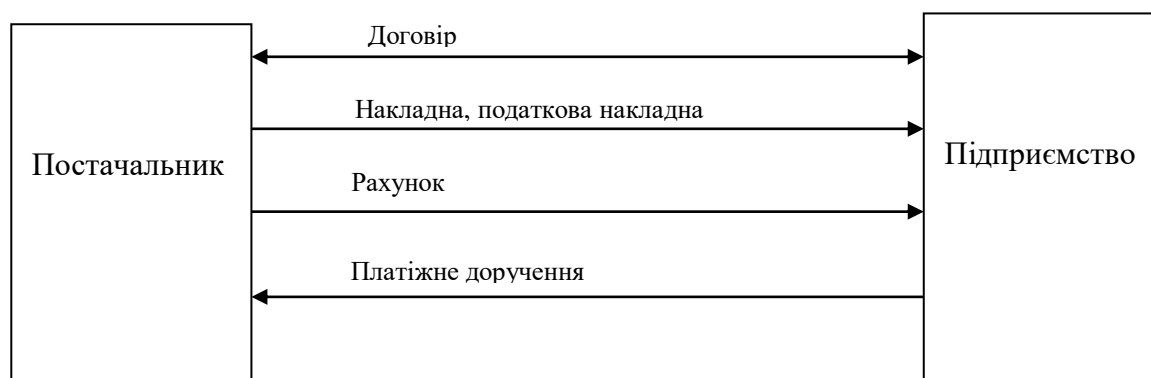 Договір
Накладна, податкова накладна
Постачальник
Підприємство
Рахунок
Платіжне доручення